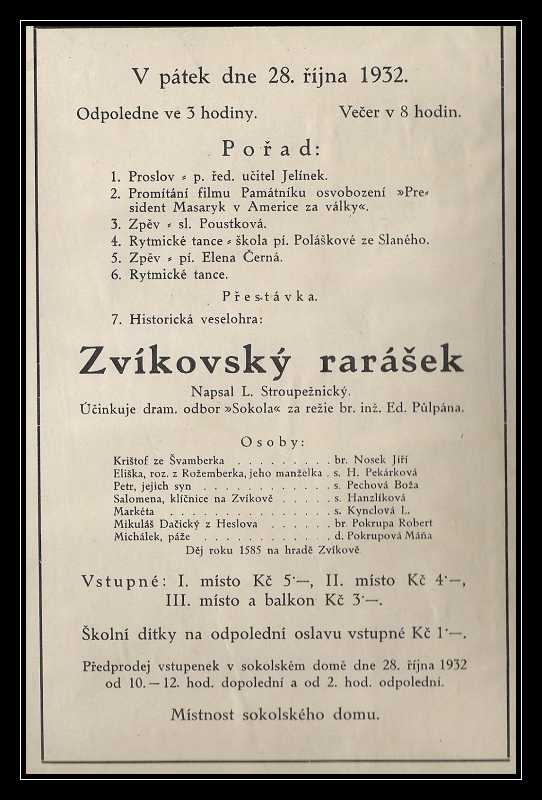 V pátek dne 28. října 1932.
Odpoledne ve 3 hodiny. Večer v 8 hodin.
Pořad:
1. Proslov - p. řed. učitel Jelínek.
2. Promítání filmu Památníku osvobození »Pre-
sident Masaryk v Americe za války«.
3. Zpěv - sl. Poustková.
4. Rytmické tance - škola pí. Poláškové ze Slaného.
5. Zpěv - pí. Elena Černá.
6. Rytmické tance.
Přestávka.
7. Historická veselohra:
Zvíkovský rarášek
Napsal L. Stroupežnický.
Účinkuje dram. odbor »Sokola« za režie br. inž. Ed. Půlpána.
Osoby:
Krištof ze Švamberka . . . . . . . . . br. Nosek Jiří
Eliška, roz. z Rožemberka, jeho manželka . s. H. Pekárková
Petr, jejich syn . . . . . . . . . . . . s. Pechová Boža
Salomena, klíčnice na Zvíkově . . . . . s. Hanzlíková
Markéta . . . . . . . . . . . . . . s. Kynclová L.
Mikuláš Dačický z Heslova . . . . . . br. Pokrupa Robert
Michálek, páže . . . . . . . . . . . . d. Pokrupová Máňa
Děj roku 1585 na hradě Zvíkově
Vstupné: I. místo Kč 5·—, II. místo Kč 4·—,
III. místo a balkon Kč 3·—.
Školní dítky na odpolední oslavu vstupné Kč 1·—.
Předprodej vstupenek v sokolském domě dne 28. října 1932
od 10.—12. hod. dopolední a od 2. hod. odpolední.
Místnost sokolského domu.